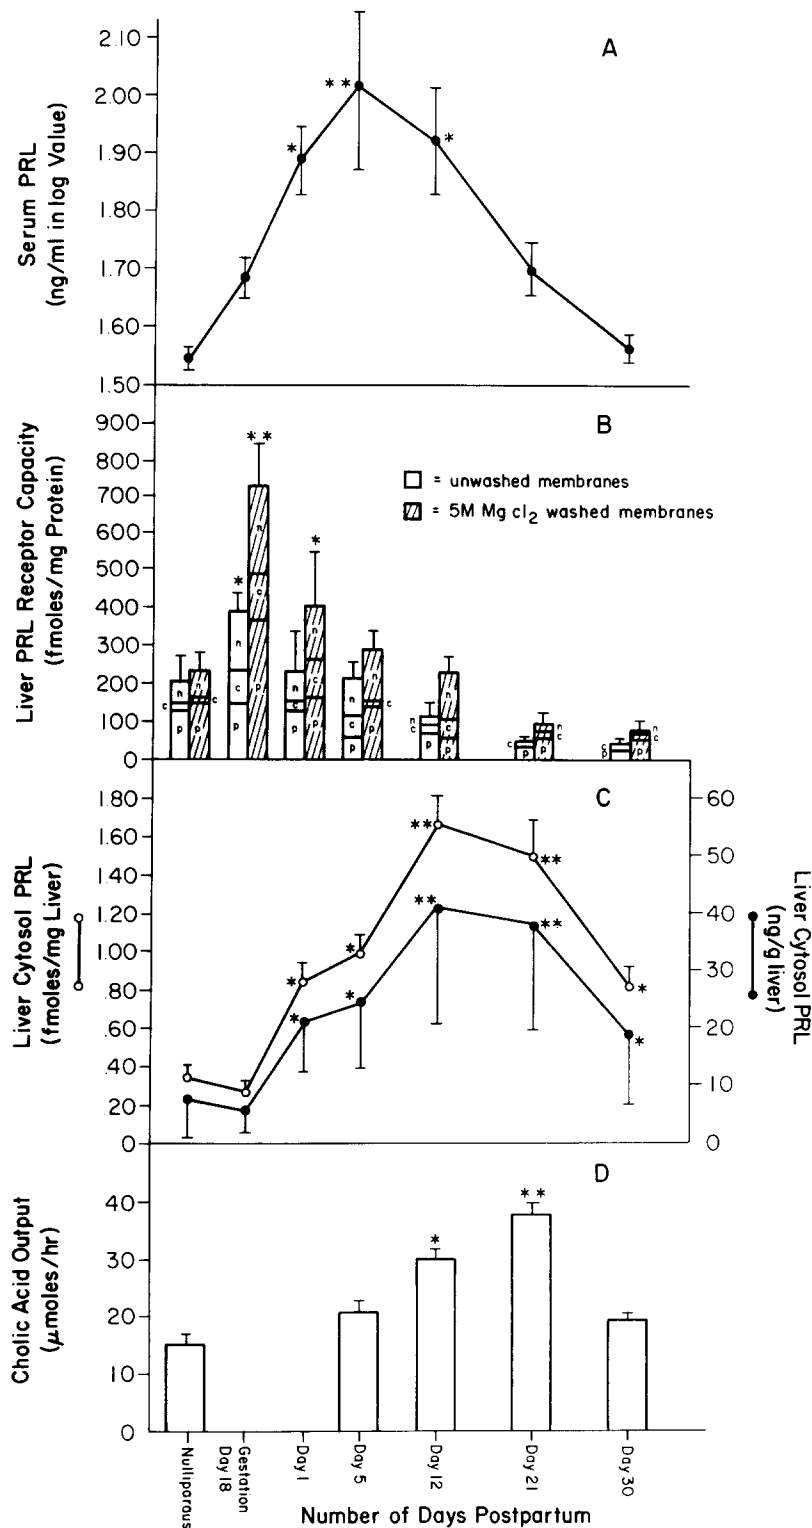 A
Serum PRL
(ng/ml in log Value)
2.10
2.00
1.90
1.80
1.70
1.60
1.50
*
**
*
B
Liver PRL Receptor Capacity
(fmoles/mg Protein)
900
800
700
600
500
400
300
200
100
0
= unwashed membranes
= 5M Mg cl2 washed membranes
*
**
*
n
c
p
n
p
n
c
p
n
c
p
n
c
p
n
c
p
n
c
p
n
c
p
n
c
p
n
c
p
c
p
n
c
p
c
p
n
c
C
Liver Cytosol PRL
(fmoles/mg Liver)
1.80
1.60
1.40
1.20
1.00
.80
.60
.40
.20
0
60
50
40
30
20
10
0
Liver Cytosol PRL
(ng/g liver)
*
*
**
**
*
*
*
**
**
*
D
Cholic Acid Output
(µmoles/hr)
40
30
20
10
0
*
**
Nulliparous
Gestation
Day 18
Day 1
Day 5
Day 12
Day 21
Day 30
Number of Days Postpartum